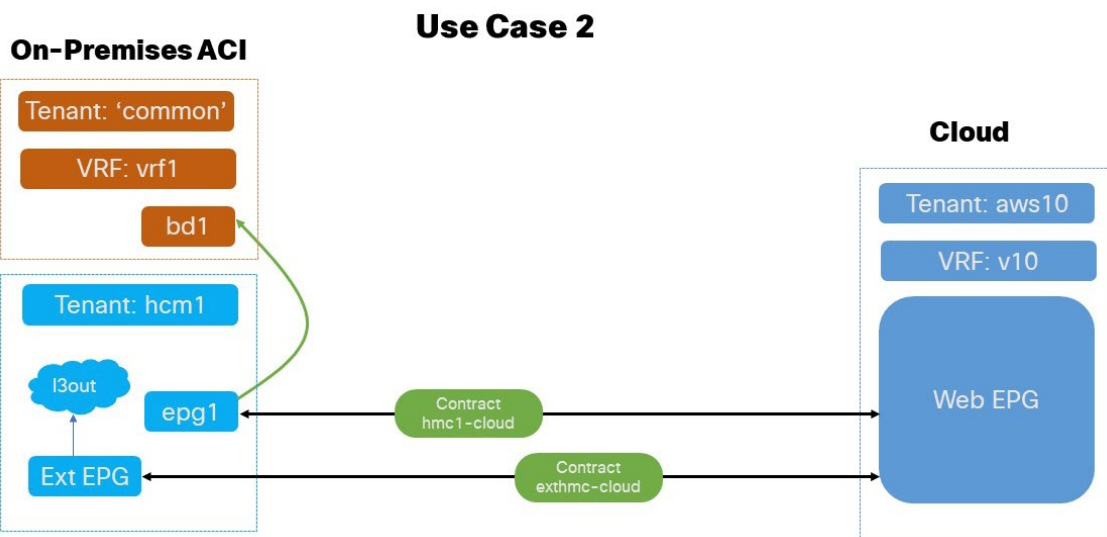 Use Case 2
On-Premises ACI
Tenant: ‘common’
VRF: vrf1
bd1
Tenant: hcm1
l3out
epg1
Ext EPG
Contract
hmc1-cloud
Contract
exthmc-cloud
Cloud
Tenant: aws10
VRF: v10
Web EPG